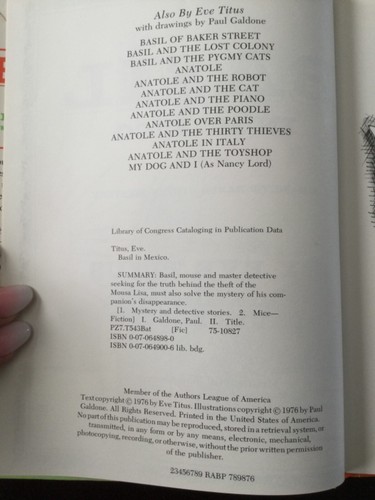 Also By Eve Titus
with drawings by Paul Galdone
BASIL OF BAKER STREET
BASIL AND THE LOST COLONY
BASIL AND THE PYGMY CATS
ANATOLE
ANATOLE AND THE ROBOT
ANATOLE AND THE CAT
ANATOLE AND THE PIANO
ANATOLE AND THE POODLE
ANATOLE OVER PARIS
ANATOLE AND THE THIRTY THIEVES
ANATOLE IN ITALY
ANATOLE AND THE TOYSHOP
MY DOG AND I (As Nancy Lord)
Library of Congress Cataloging in Publication Data
Titus, Eve.
Basil in Mexico.
SUMMARY: Basil, mouse and master detective
seeking for the truth behind the theft of the
Mousa Lisa, must also solve the mystery of his com-
panion's disappearance.
[1. Mystery and detective stories. 2. Mice—
Fiction] I. Galdone, Paul. II. Title.
PZ7.T543Bat [Fic] 75-10827
ISBN 0-07-064898-0
ISBN 0-07-064900-6 lib. bdg.
Member of the Authors League of America
Text copyright © 1976 by Eve Titus. Illustrations copyright © 1976 by Paul
Galdone. All Rights Reserved. Printed in the United States of America.
No part of this publication may be reproduced, stored in a retrieval system, or
transmitted, in any form or by any means, electronic, mechanical,
photocopying, recording, or otherwise, without the prior written permission
of the publisher.
23456789 RABP 789876